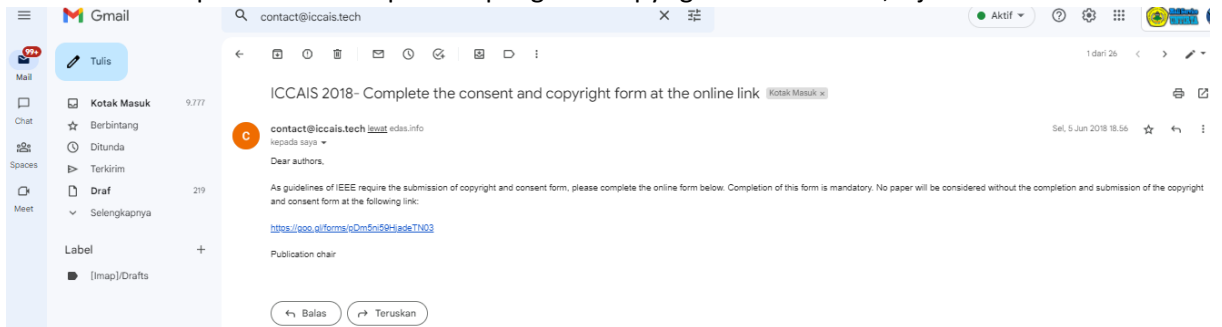 Gmail
contact@iccais.tech
Aktif
99+
Mail
Tulis
1 dari 26
Chat
Kotak Masuk 9.777
ICCAIS 2018- Complete the consent and copyright form at the online link Kotak Masuk ×
Berbintang
Spaces
Ditunda
C
contact@iccais.tech lewat edas.info
Sel, 5 Jun 2018 18.56
kepada saya
Terkirim
Dear authors,
Meet
Draf 219
As guidelines of IEEE require the submission of copyright and consent form, please complete the online form below. Completion of this form is mandatory. No paper will be considered without the completion and submission of the copyright
and consent form at the following link:
Selengkapnya
https://goo.gl/forms/pDm5ni59HjadeTN03
Label +
Publication chair
[Imap]/Drafts
Balas
Teruskan